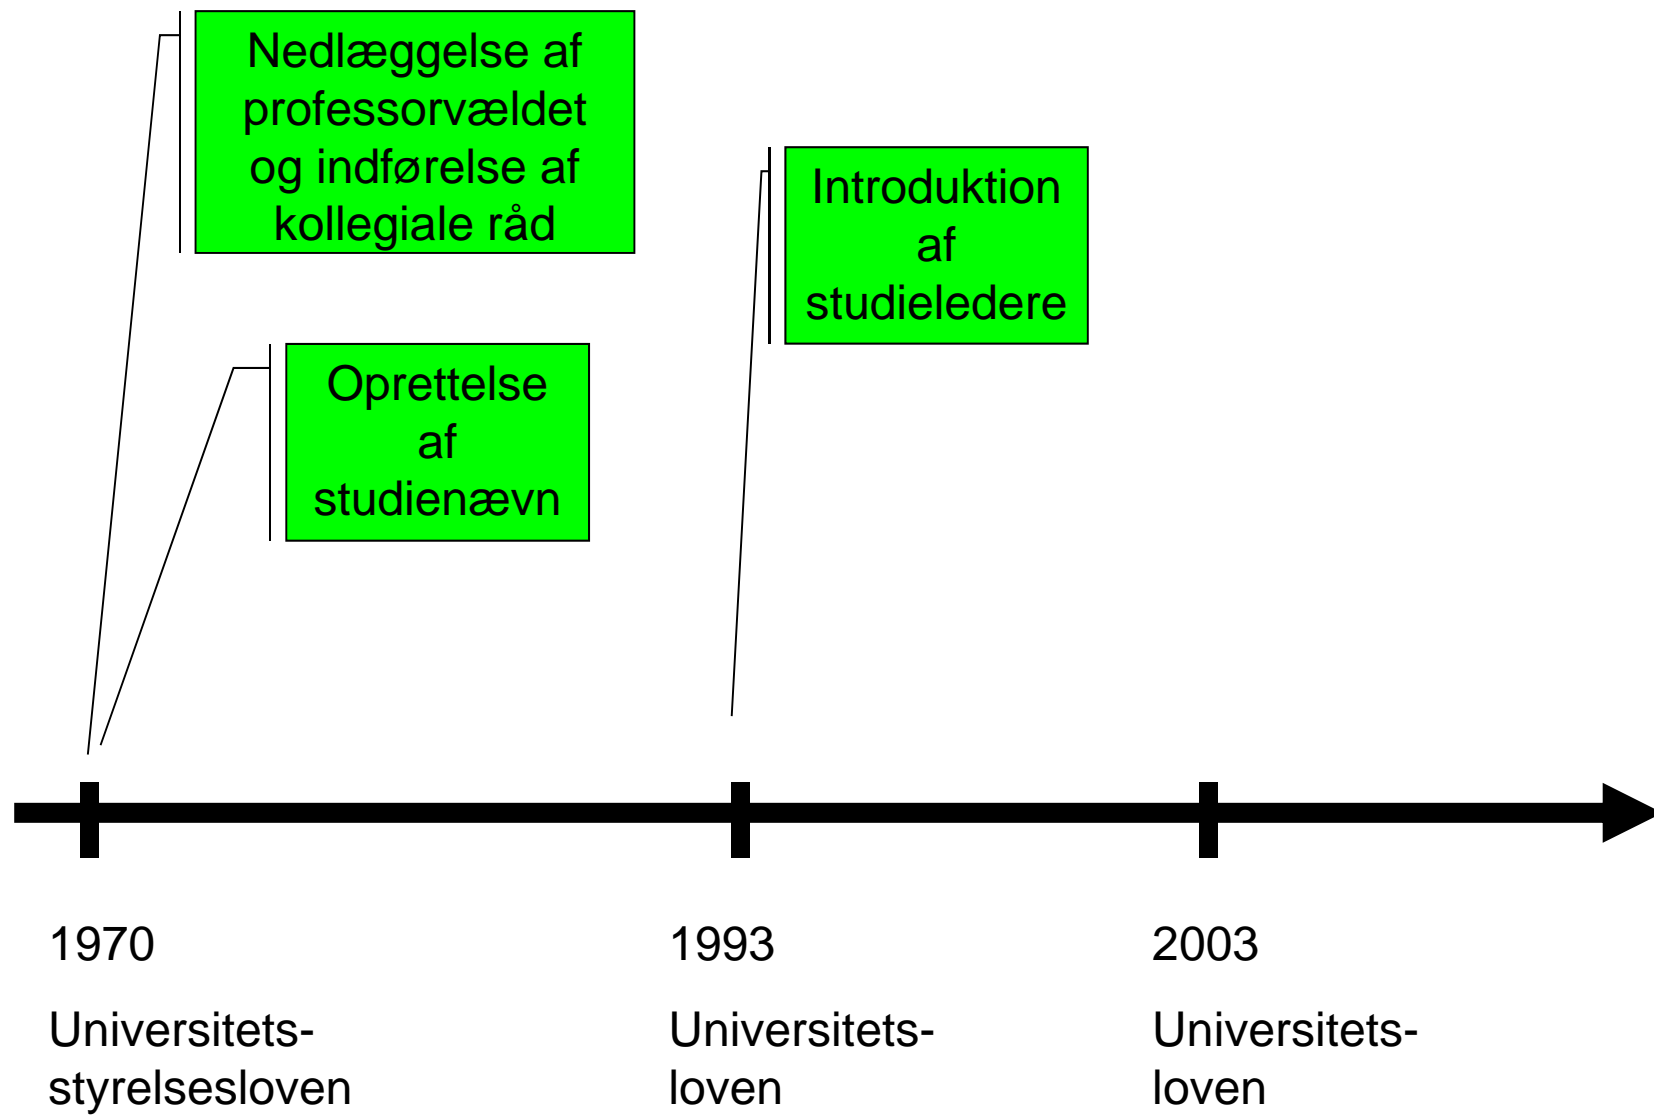 Nedlæggelse af
professorvældet
og indførelse af
kollegiale råd
Introduktion
af
studieledere
Oprettelse
af
studienævn
1970
Universitets-
styrelsesloven
1993
Universitets-
loven
2003
Universitets-
loven